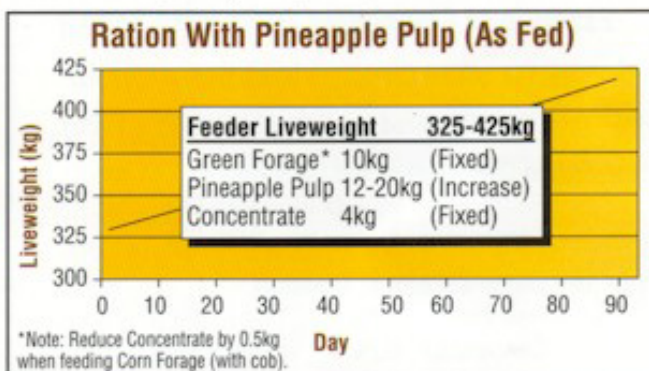 Ration With Pineapple Pulp (As Fed)
Liveweight (kg)
425
400
375
350
325
300
Feeder Liveweight 325-425kg
Green Forage* 10kg (Fixed)
Pineapple Pulp 12-20kg (Increase)
Concentrate 4kg (Fixed)
0 10 20 30 40 50 60 70 80 90
Day
*Note: Reduce Concentrate by 0.5kg
when feeding Corn Forage (with cob).